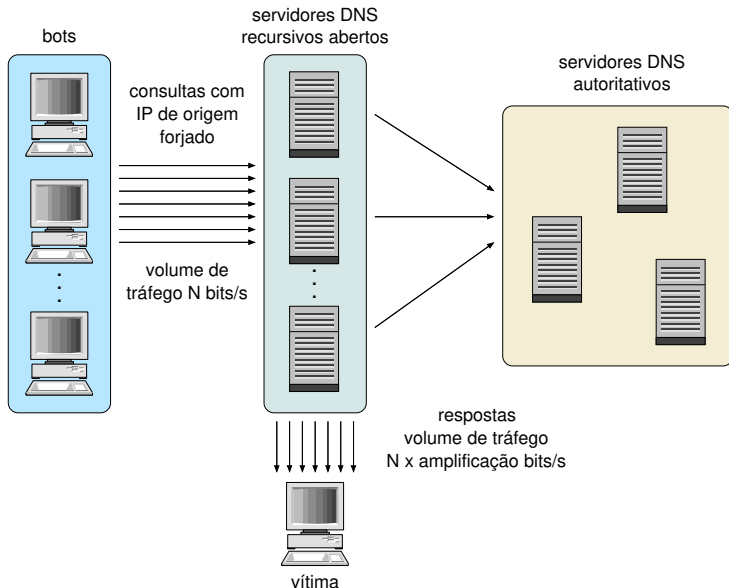 bots
servidores DNS
recursivos abertos
servidores DNS
autoritativos
consultas com
IP de origem
forjado
volume de
tráfego N bits/s
respostas
volume de tráfego
N x amplificação bits/s
vítima